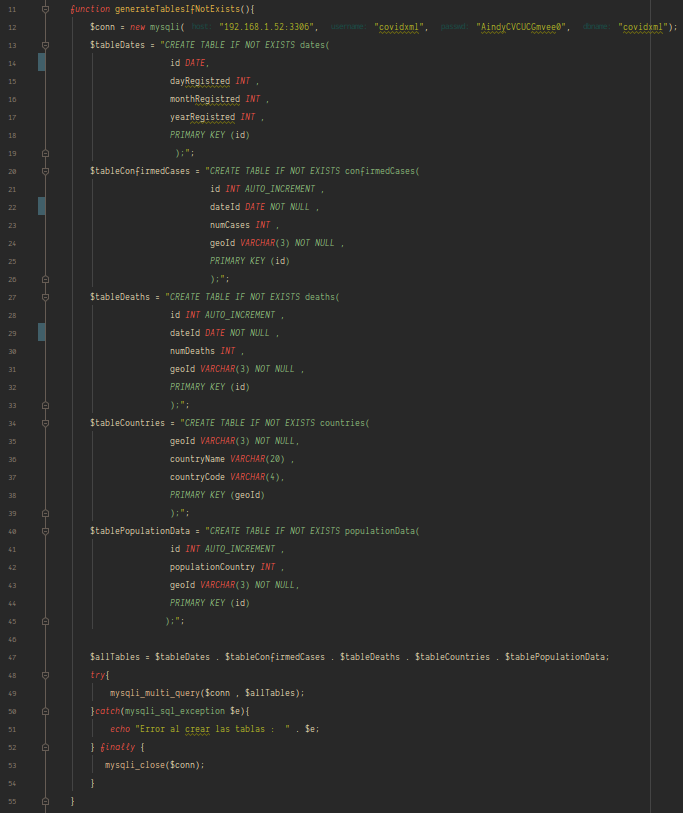 11 function generateTablesIfNotExists(){
12 $conn = new mysqli( host: "192.168.1.52:3306", username: "covidxml", passwd: "AindyCVCUCGmvee0", dbname: "covidxml");
13 $tableDates = "CREATE TABLE IF NOT EXISTS dates(
14 id DATE,
15 dayRegistred INT ,
16 monthRegistred INT ,
17 yearRegistred INT ,
18 PRIMARY KEY (id)
19 );";
20 $tableConfirmedCases = "CREATE TABLE IF NOT EXISTS confirmedCases(
21 id INT AUTO_INCREMENT ,
22 dateId DATE NOT NULL ,
23 numCases INT ,
24 geoId VARCHAR(3) NOT NULL ,
25 PRIMARY KEY (id)
26 );";
27 $tableDeaths = "CREATE TABLE IF NOT EXISTS deaths(
28 id INT AUTO_INCREMENT ,
29 dateId DATE NOT NULL ,
30 numDeaths INT ,
31 geoId VARCHAR(3) NOT NULL ,
32 PRIMARY KEY (id)
33 );";
34 $tableCountries = "CREATE TABLE IF NOT EXISTS countries(
35 geoId VARCHAR(3) NOT NULL,
36 countryName VARCHAR(20) ,
37 countryCode VARCHAR(4),
38 PRIMARY KEY (geoId)
39 );";
40 $tablePopulationData = "CREATE TABLE IF NOT EXISTS populationData(
41 id INT AUTO_INCREMENT ,
42 populationCountry INT ,
43 geoId VARCHAR(3) NOT NULL,
44 PRIMARY KEY (id)
45 );";
46
47 $allTables = $tableDates . $tableConfirmedCases . $tableDeaths . $tableCountries . $tablePopulationData;
48 try{
49 mysqli_multi_query($conn , $allTables);
50 }catch(mysqli_sql_exception $e){
51 echo "Error al crear las tablas :  " . $e;
52 } finally {
53 mysqli_close($conn);
54 }
55 }